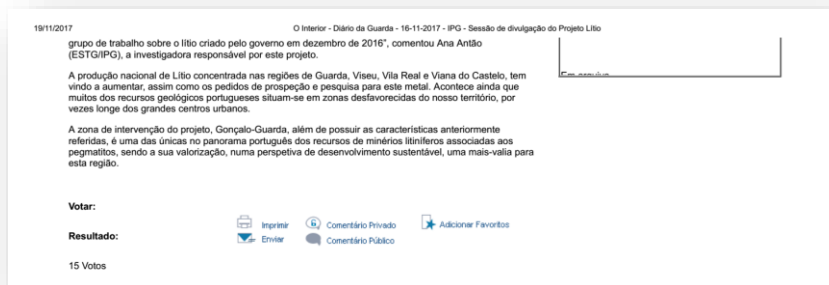 19/11/2017
O Interior - Diário da Guarda - 16-11-2017 - IPG - Sessão de divulgação do Projeto Lítio
grupo de trabalho sobre o lítio criado pelo governo em dezembro de 2016", comentou Ana Antão
(ESTG/IPG), a investigadora responsável por este projeto.
A produção nacional de Lítio concentrada nas regiões de Guarda, Viseu, Vila Real e Viana do Castelo, tem
vindo a aumentar, assim como os pedidos de prospeção e pesquisa para este metal. Acontece ainda que
muitos dos recursos geológicos portugueses situam-se em zonas desfavorecidas do nosso território, por
vezes longe dos grandes centros urbanos.
A zona de intervenção do projeto, Gonçalo-Guarda, além de possuir as características anteriormente
referidas, é uma das únicas no panorama português dos recursos de minérios litiníferos associadas aos
pegmatitos, sendo a sua valorização, numa perspetiva de desenvolvimento sustentável, uma mais-valia para
esta região.
Votar:
Imprimir
Comentário Privado
Adicionar Favoritos
Resultado:
Enviar
Comentário Público
15 Votos